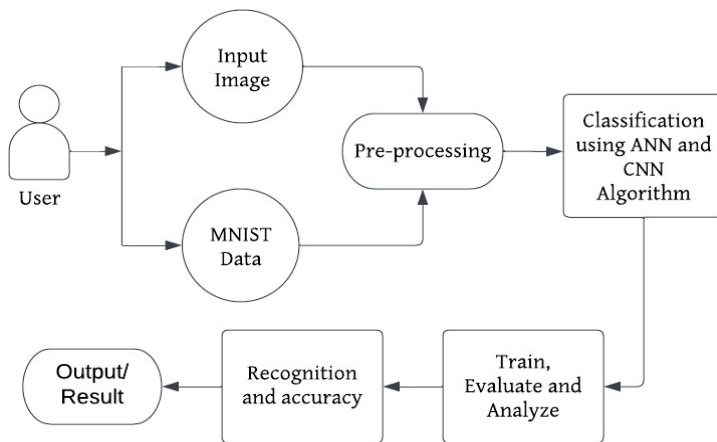 Input
Image
User
MNIST
Data
Pre-processing
Classification
using ANN and
CNN
Algorithm
Train,
Evaluate and
Analyze
Recognition
and accuracy
Output/
Result